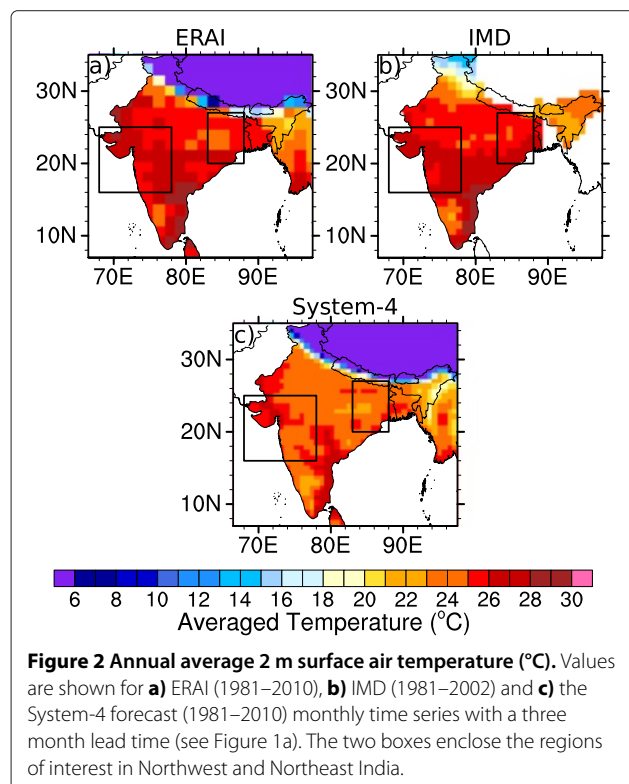 ERAI
IMD
a)
b)
30N
20N
10N
70E 80E 90E
30N
20N
10N
70E 80E 90E
System-4
c)
30N
20N
10N
70E 80E 90E
6 8 10 12 14 16 18 20 22 24 26 28 30
Averaged Temperature (°C)
Figure 2 Annual average 2 m surface air temperature (°C). Values
are shown for a) ERAI (1981–2010), b) IMD (1981–2002) and c) the
System-4 forecast (1981–2010) monthly time series with a three
month lead time (see Figure 1a). The two boxes enclose the regions
of interest in Northwest and Northeast India.